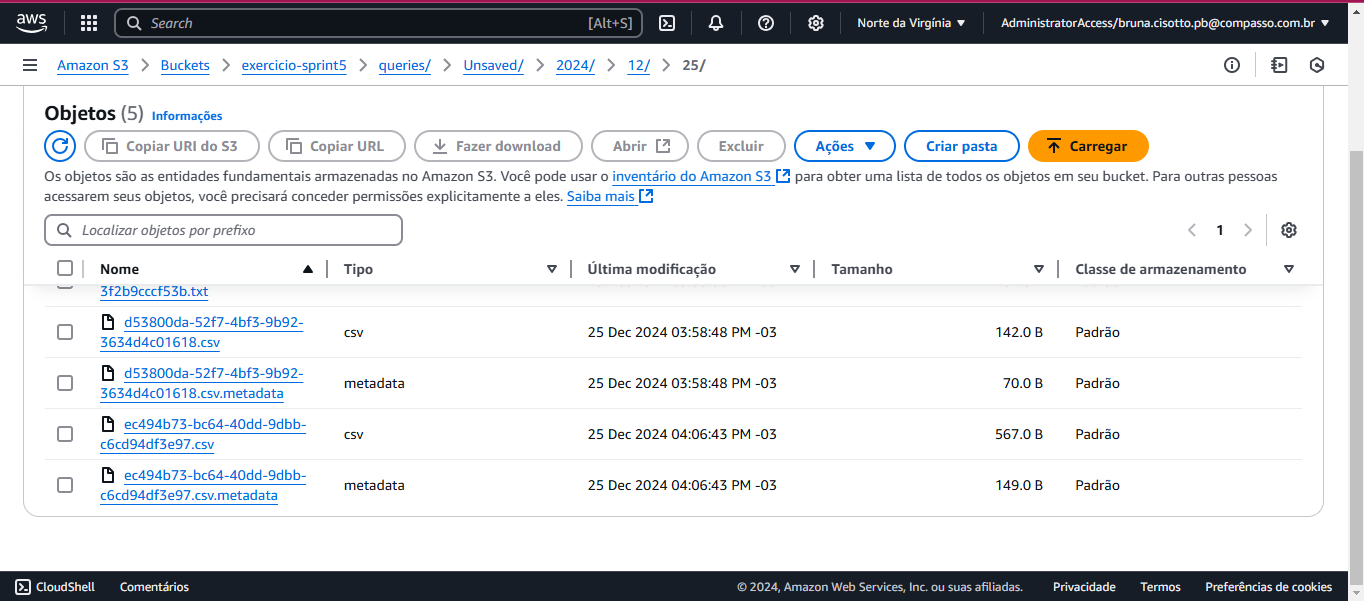 aws
Search [Alt+S]
Norte da Virgínia
AdministratorAccess/bruna.cisotto.pb@compasso.com.br
Amazon S3 > Buckets > exercicio-sprint5 > queries/ > Unsaved/ > 2024/ > 12/ > 25/
Objetos (5) Informações
Copiar URI do S3
Copiar URL
Fazer download
Abrir
Excluir
Ações
Criar pasta
Carregar
Os objetos são as entidades fundamentais armazenadas no Amazon S3. Você pode usar o inventário do Amazon S3 para obter uma lista de todos os objetos em seu bucket. Para outras pessoas
acessarem seus objetos, você precisará conceder permissões explicitamente a eles. Saiba mais
Localizar objetos por prefixo
1
Nome Tipo Última modificação Tamanho Classe de armazenamento
3f2b9cccf53b.txt
d53800da-52f7-4bf3-9b92-
3634d4c01618.csv
csv 25 Dec 2024 03:58:48 PM -03 142.0 B Padrão
d53800da-52f7-4bf3-9b92-
3634d4c01618.csv.metadata
metadata 25 Dec 2024 03:58:48 PM -03 70.0 B Padrão
ec494b73-bc64-40dd-9dbb-
c6cd94df3e97.csv
csv 25 Dec 2024 04:06:43 PM -03 567.0 B Padrão
ec494b73-bc64-40dd-9dbb-
c6cd94df3e97.csv.metadata
metadata 25 Dec 2024 04:06:43 PM -03 149.0 B Padrão
CloudShell Comentários © 2024, Amazon Web Services, Inc. ou suas afiliadas. Privacidade Termos Preferências de cookies